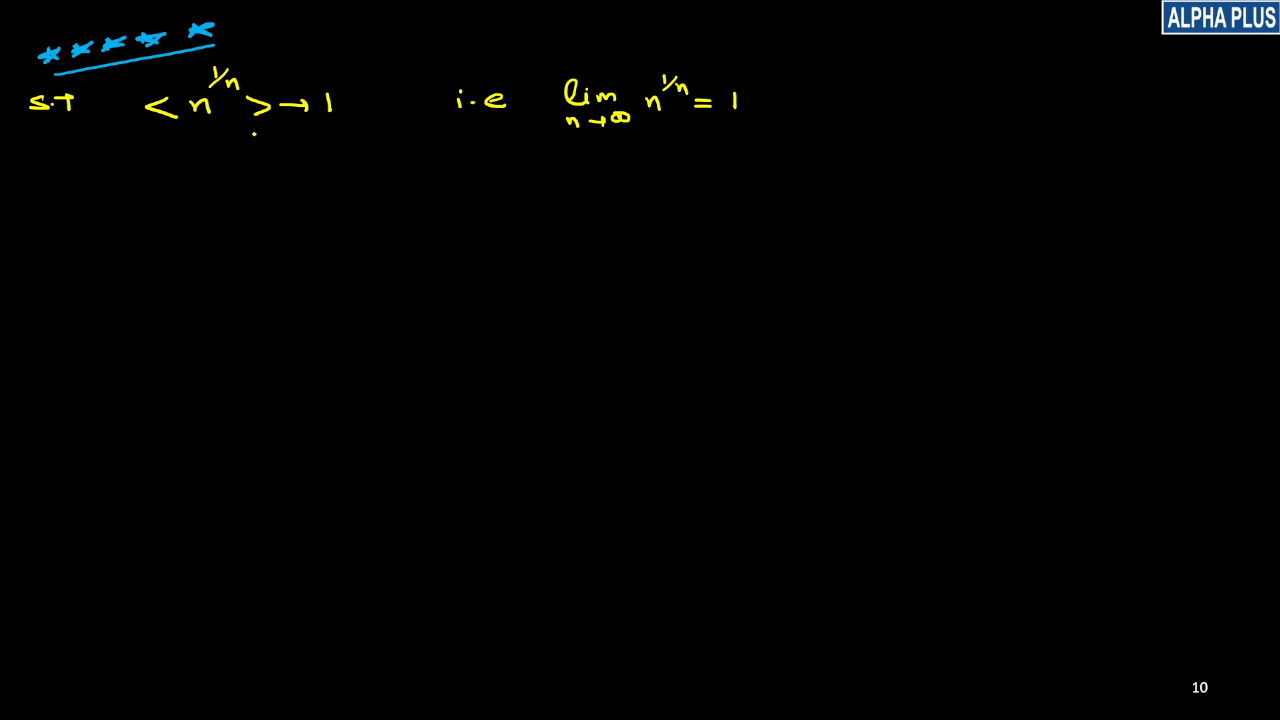 ALPHA PLUS
S.T < n^{1/n} > → 1 i.e lim_{n→∞} n^{1/n} = 1
10